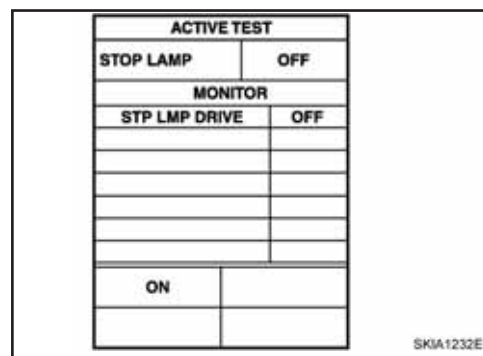 ACTIVE TEST
STOP LAMP OFF
MONITOR
STP LMP DRIVE OFF
ON
SKIA1232E